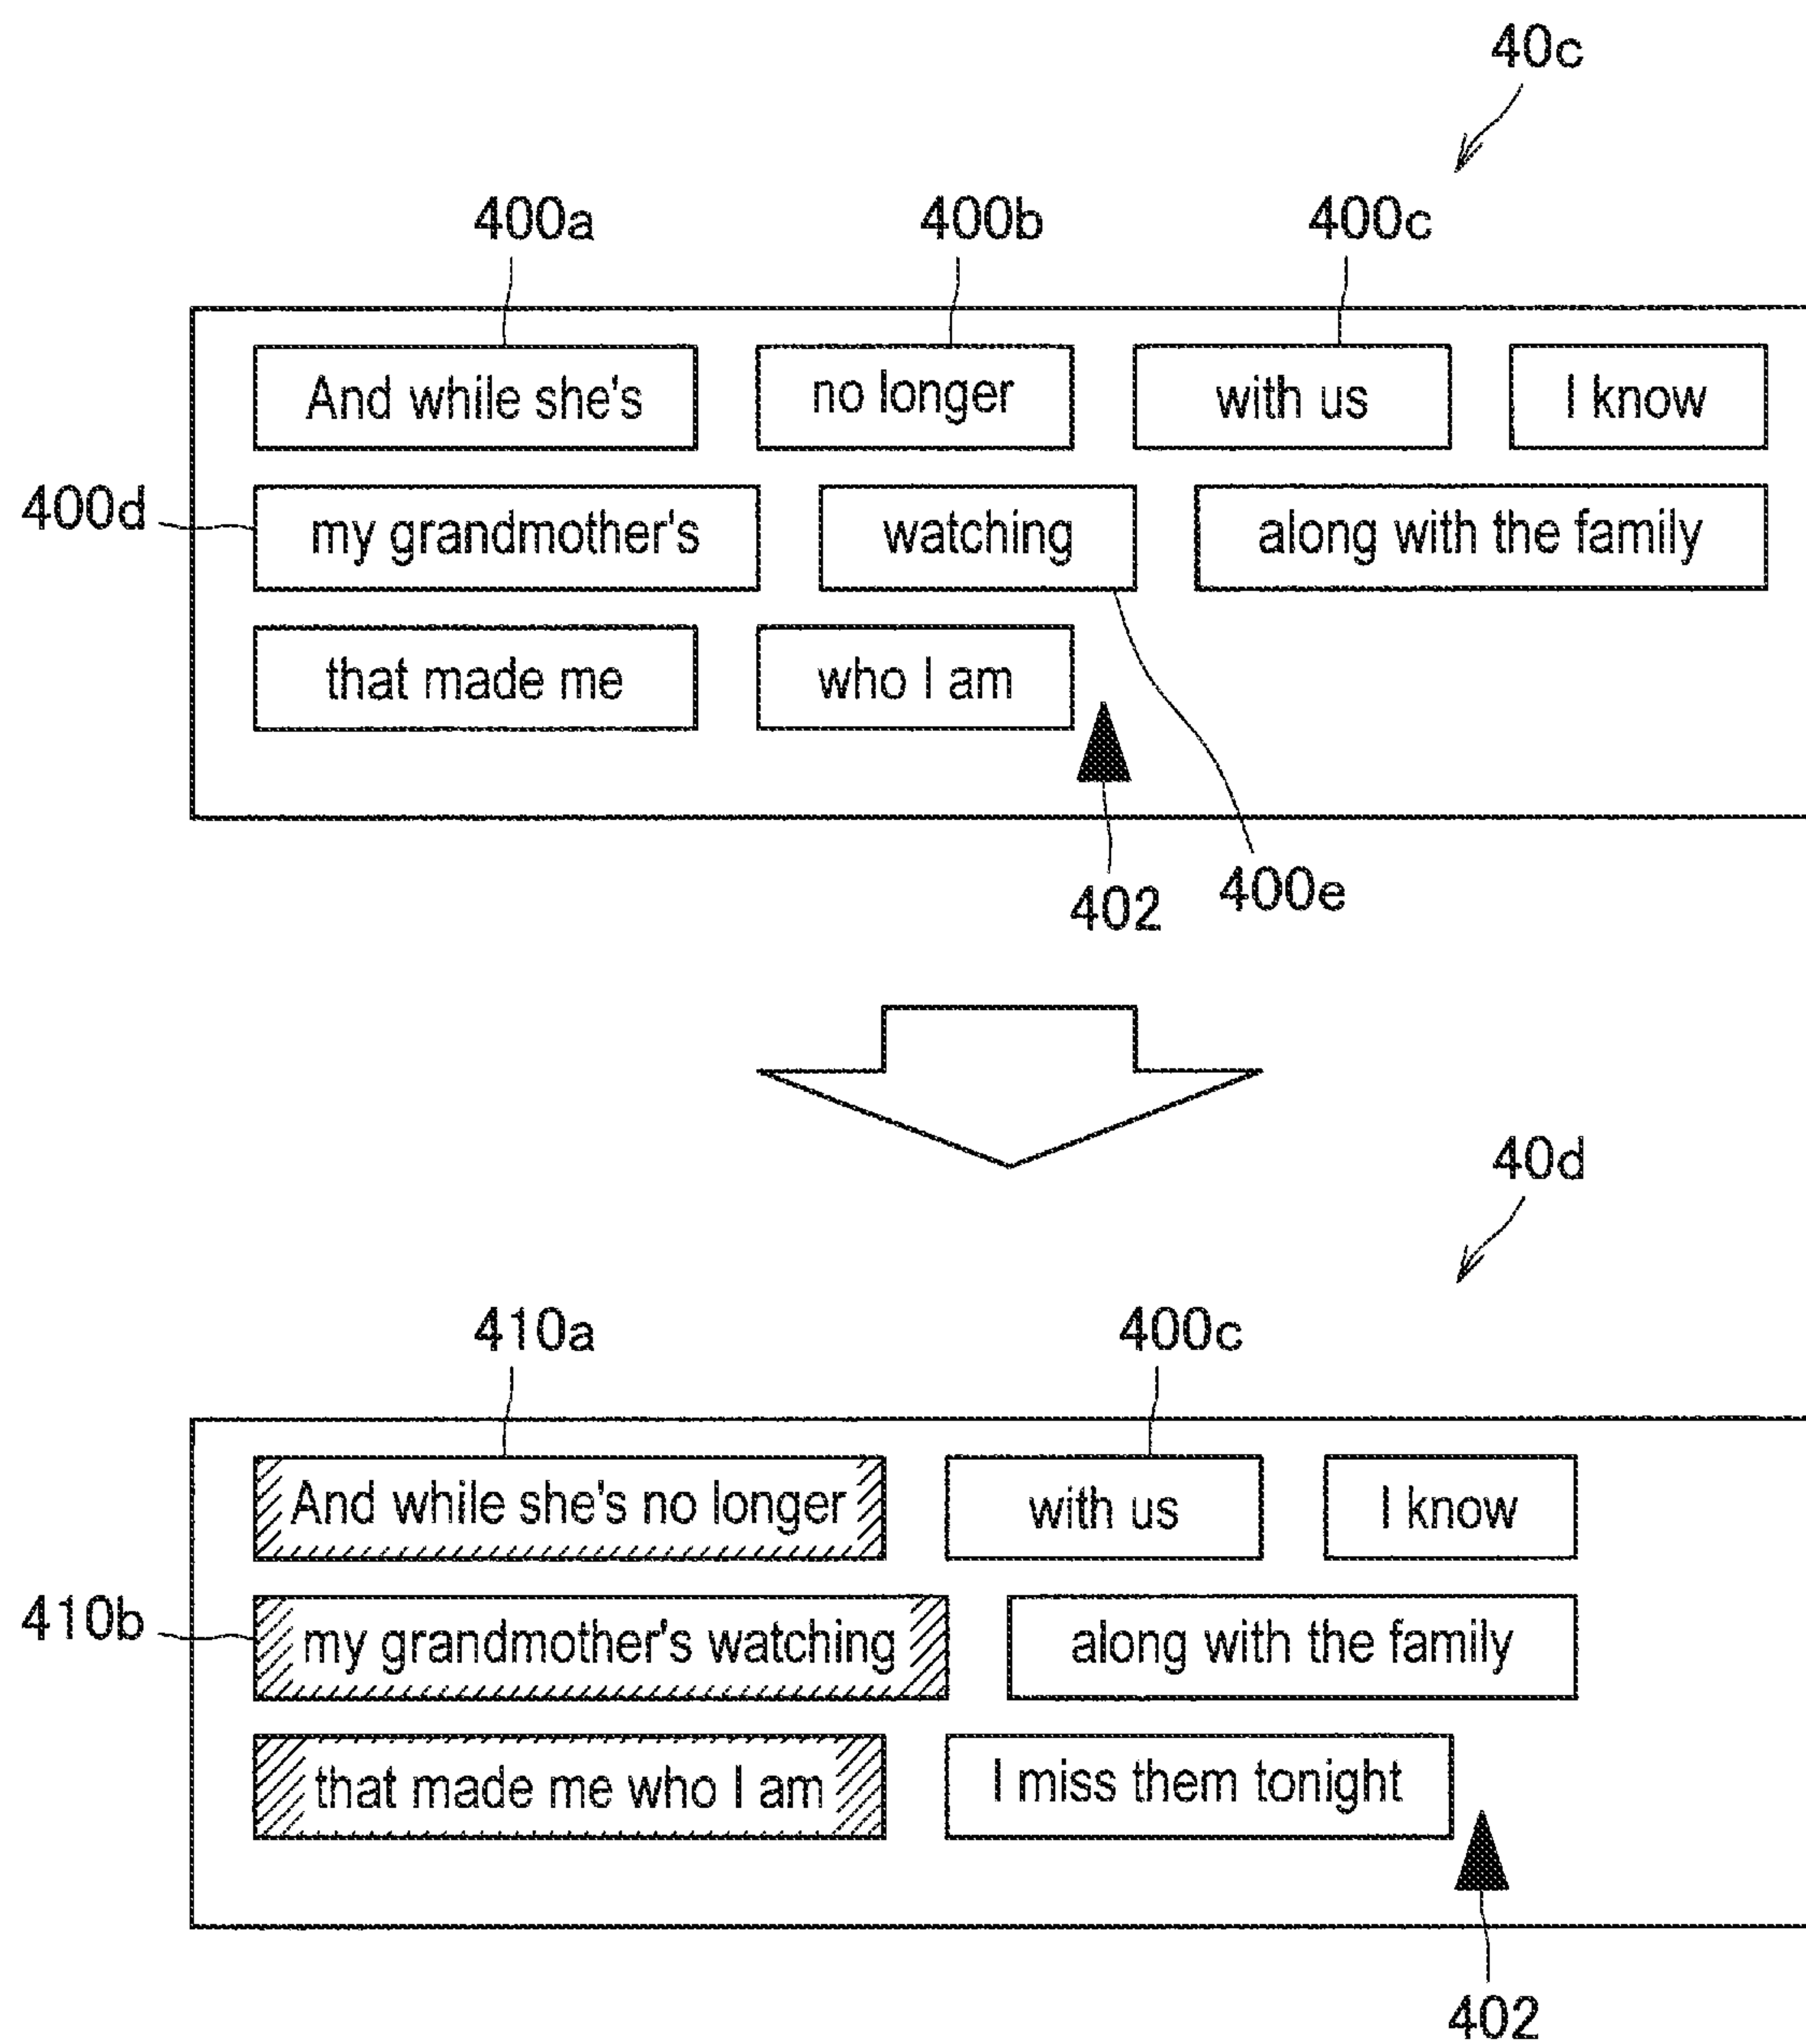 40c
400a 400b 400c
And while she's no longer with us I know
400d my grandmother's watching along with the family
that made me who I am
402 400e
40d
410a 400c
And while she's no longer with us I know
410b my grandmother's watching along with the family
that made me who I am I miss them tonight
402